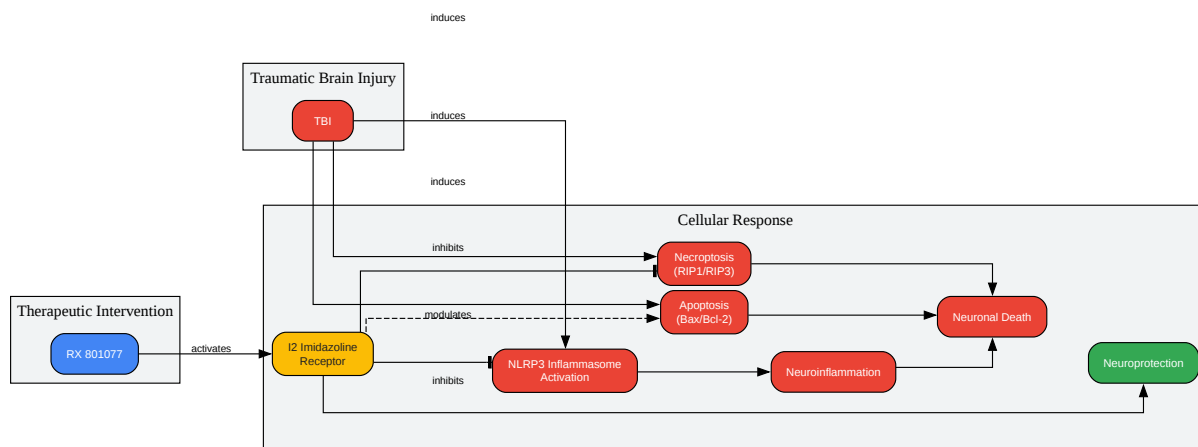 induces
Traumatic Brain Injury
TBI
induces
induces
Cellular Response
inhibits
Necroptosis
(RIP1/RIP3)
Therapeutic Intervention
RX 801077
activates
I2 Imidazoline
Receptor
modulates
Apoptosis
(Bax/Bcl-2)
Neuronal Death
inhibits
NLRP3 Inflammasome
Activation
Neuroinflammation
Neuroprotection